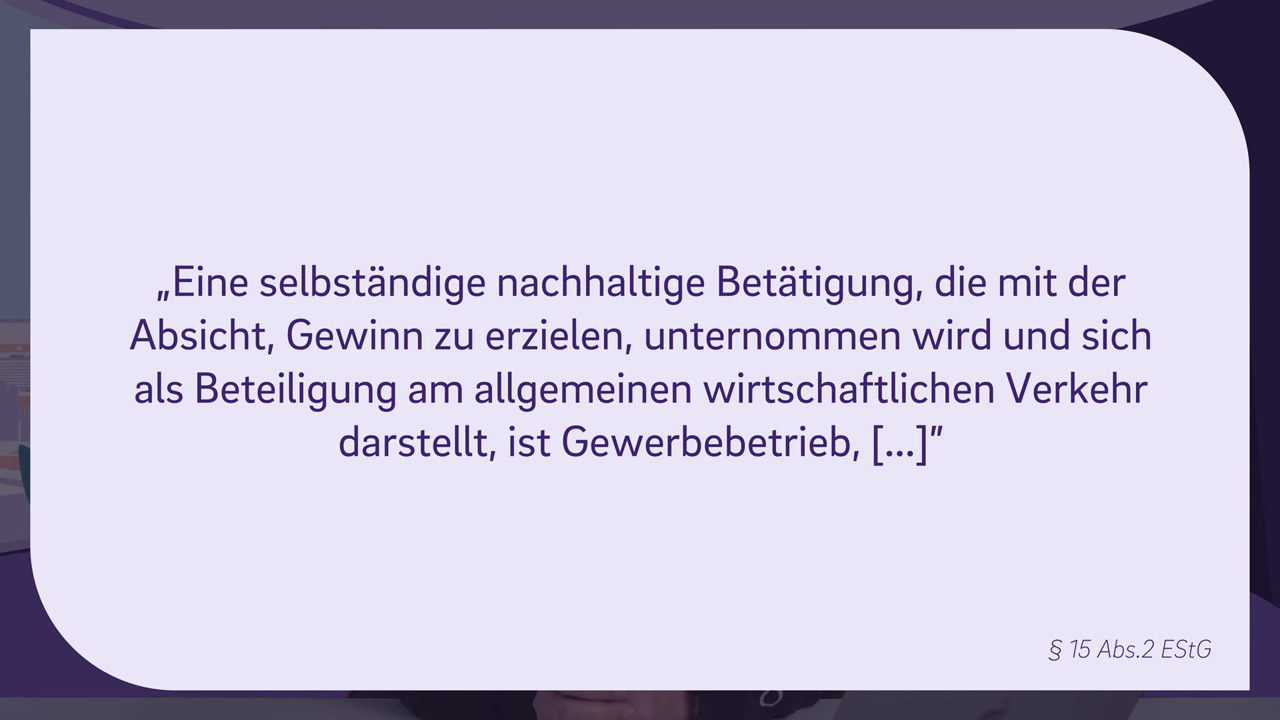 „Eine selbständige nachhaltige Betätigung, die mit der
Absicht, Gewinn zu erzielen, unternommen wird und sich
als Beteiligung am allgemeinen wirtschaftlichen Verkehr
darstellt, ist Gewerbebetrieb, [...]”
§ 15 Abs.2 EStG